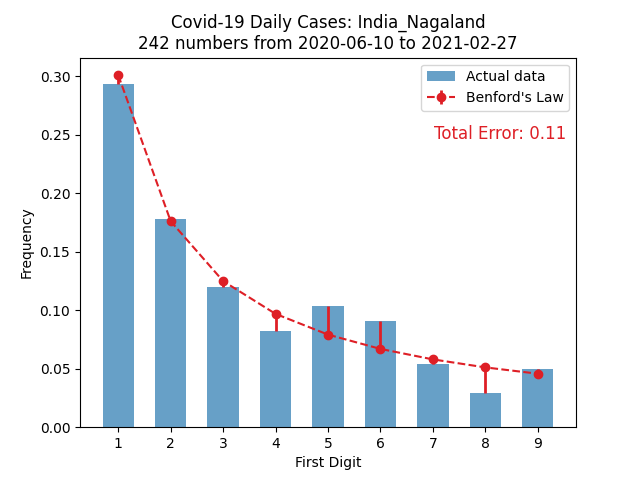 Covid-19 Daily Cases: India_Nagaland
242 numbers from 2020-06-10 to 2021-02-27
Actual data
Benford's Law
Total Error: 0.11
Frequency
0.30
0.25
0.20
0.15
0.10
0.05
0.00
1 2 3 4 5 6 7 8 9
First Digit